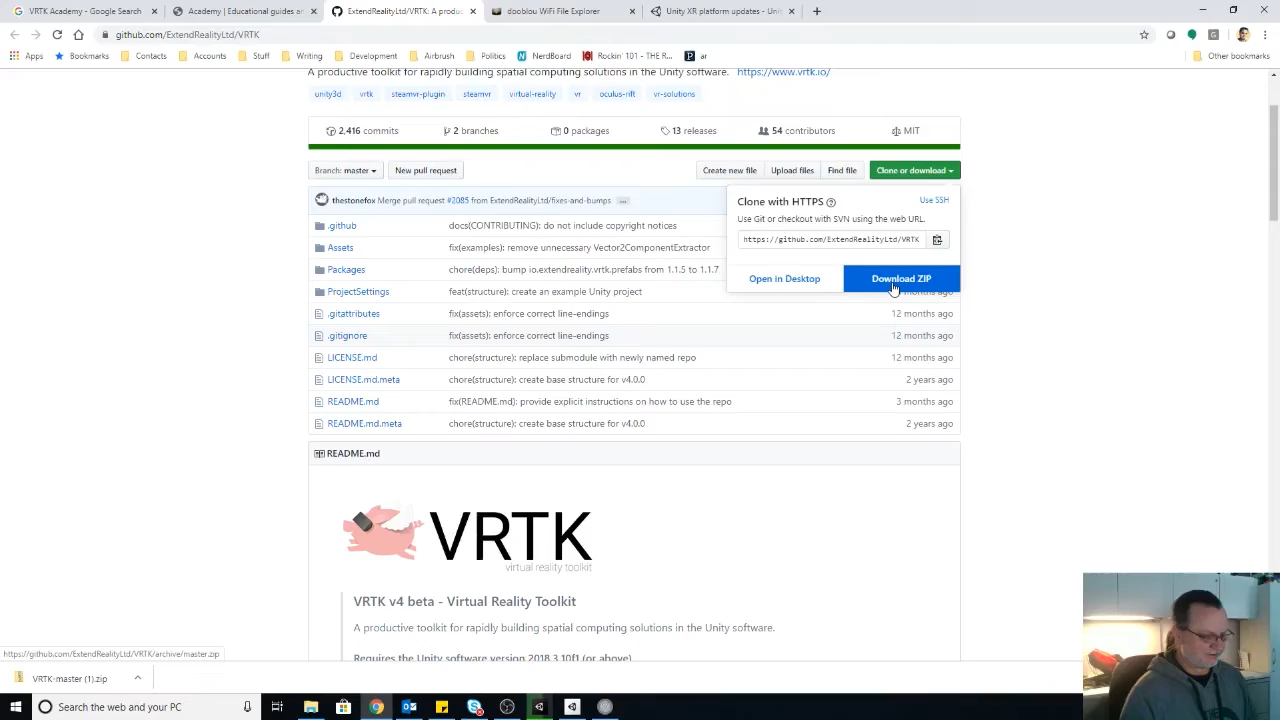 VRTK Academy - Google Search
Academy | Educational guides an
ExtendRealityLtd/VRTK: A produc
dooblou WiFi File Explorer
Unity XR platform updates - Unit
github.com/ExtendRealityLtd/VRTK
Apps
Bookmarks
Contacts
Accounts
Stuff
Writing
Development
Airbrush
Politics
NerdBoard
Rockin' 101 - THE R...
ar
Other bookmarks
A productive toolkit for rapidly building spatial computing solutions in the Unity software. https://www.vrtk.io/
unity3d vrtk steamvr-plugin steamvr virtual-reality vr oculus-rift vr-solutions
2,416 commits 2 branches 0 packages 13 releases 54 contributors MIT
Branch: master New pull request Create new file Upload files Find file Clone or download
thestonefox Merge pull request #2085 from ExtendRealityLtd/fixes-and-bumps ...
Clone with HTTPS Use SSH
Use Git or checkout with SVN using the web URL.
https://github.com/ExtendRealityLtd/VRTK
Open in Desktop Download ZIP
.github docs(CONTRIBUTING): do not include copyright notices
Assets fix(examples): remove unnecessary Vector2ComponentExtractor
Packages chore(deps): bump io.extendreality.vrtk.prefabs from 1.1.5 to 1.1.7
ProjectSettings feat(structure): create an example Unity project months ago
.gitattributes fix(assets): enforce correct line-endings 12 months ago
.gitignore fix(assets): enforce correct line-endings 12 months ago
LICENSE.md chore(structure): replace submodule with newly named repo 12 months ago
LICENSE.md.meta chore(structure): create base structure for v4.0.0 2 years ago
README.md fix(README.md): provide explicit instructions on how to use the repo 3 months ago
README.md.meta chore(structure): create base structure for v4.0.0 2 years ago
README.md
VRTK
virtual reality toolkit
VRTK v4 beta - Virtual Reality Toolkit
A productive toolkit for rapidly building spatial computing solutions in the Unity software.
Requires the Unity software version 2018.3.10f1 (or above)
https://github.com/ExtendRealityLtd/VRTK/archive/master.zip
VRTK-master (1).zip
Search the web and your PC